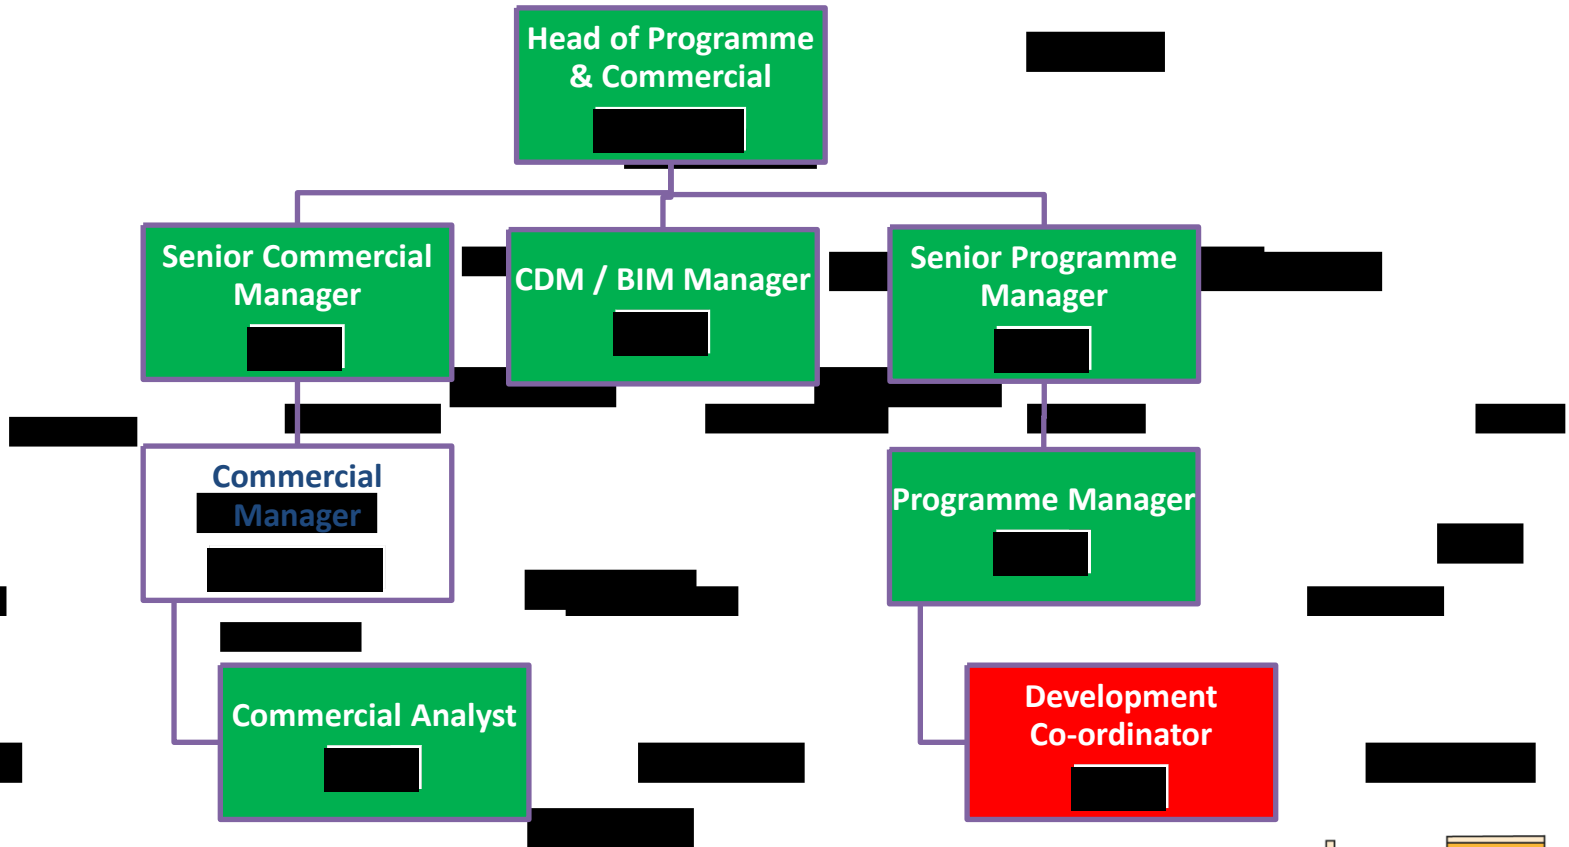 Head of Programme
& Commercial
Senior Commercial
Manager
CDM / BIM Manager
Senior Programme
Manager
Commercial
Manager
Programme Manager
Commercial Analyst
Development
Co-ordinator